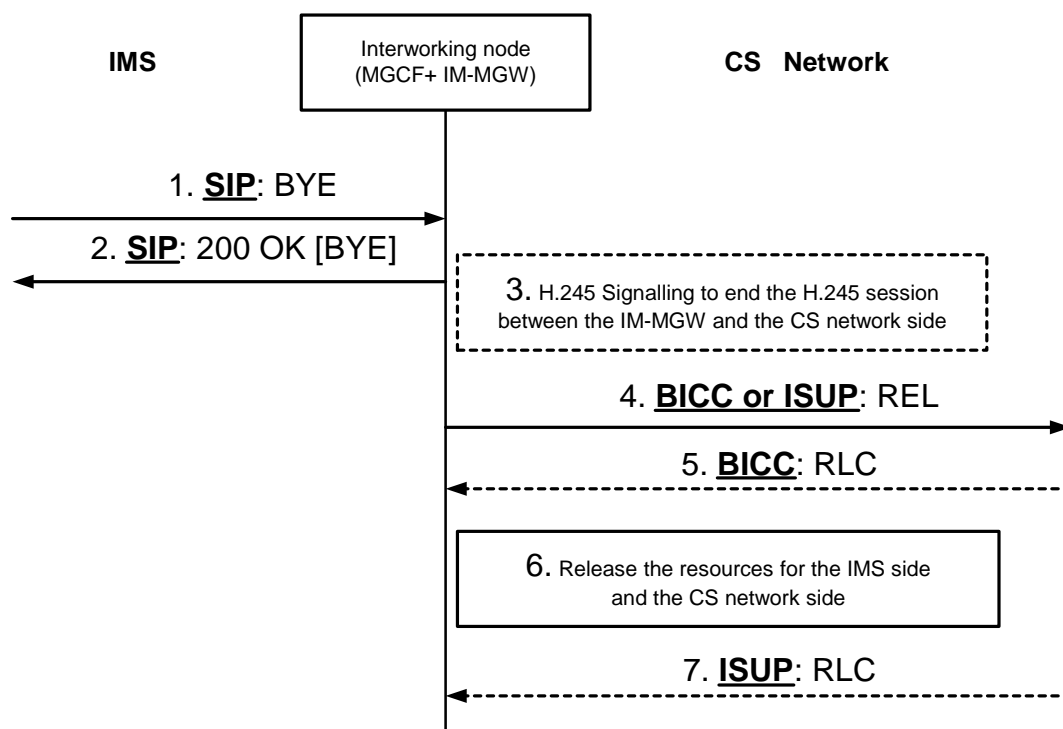 IMS
Interworking node
(MGCF+ IM-MGW)
CS Network
1. SIP: BYE
2. SIP: 200 OK [BYE]
3. H.245 Signalling to end the H.245 session
between the IM-MGW and the CS network side
4. BICC or ISUP: REL
5. BICC: RLC
6. Release the resources for the IMS side
and the CS network side
7. ISUP: RLC